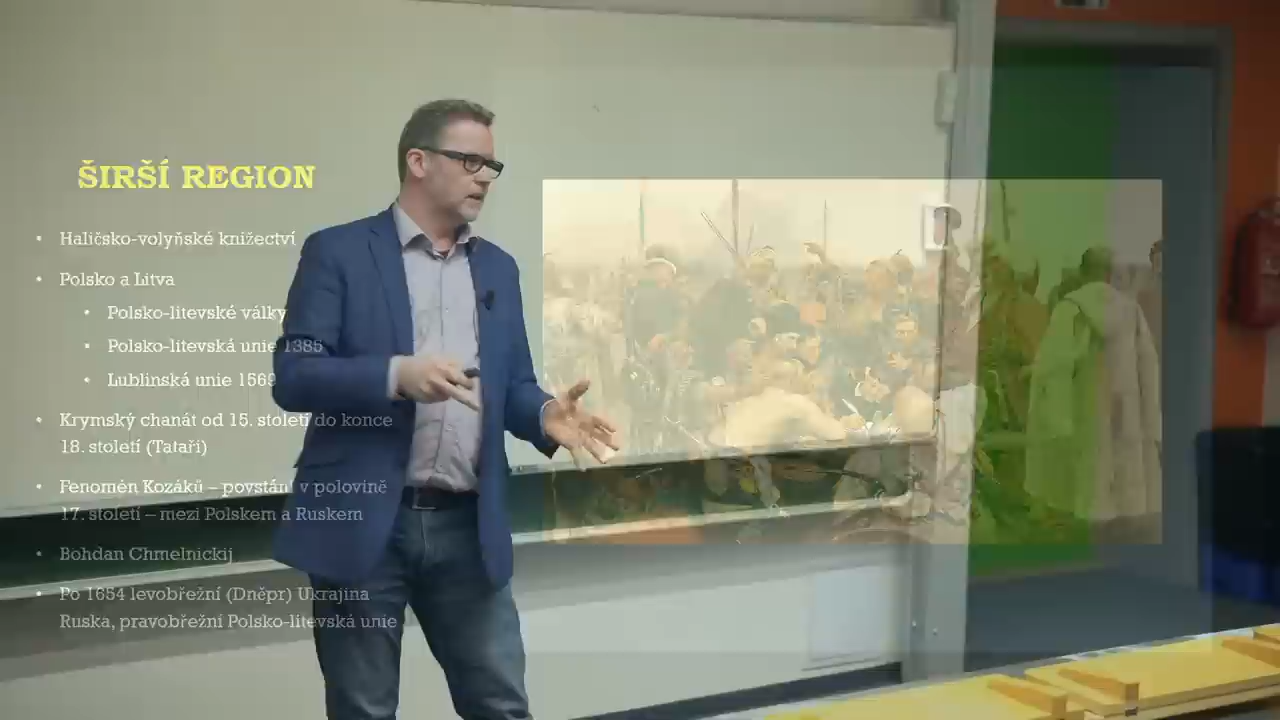 ŠIRŠÍ REGION
• Haličsko-volyňské knižectví
• Polsko a Litva
• Polsko-litevské války
• Polsko-litevská unie 1385
• Lublinská unie 1569
• Krymský chanát od 15. století do konce
18. století (Tataři)
• Fenomén Kozáků – povstání v polovině
17. století – mezi Polskem a Ruskem
• Bohdan Chmelnickij
• Po 1654 levobřežní (Dněpr) Ukrajina
Ruska, pravobřežní Polsko-litevská unie